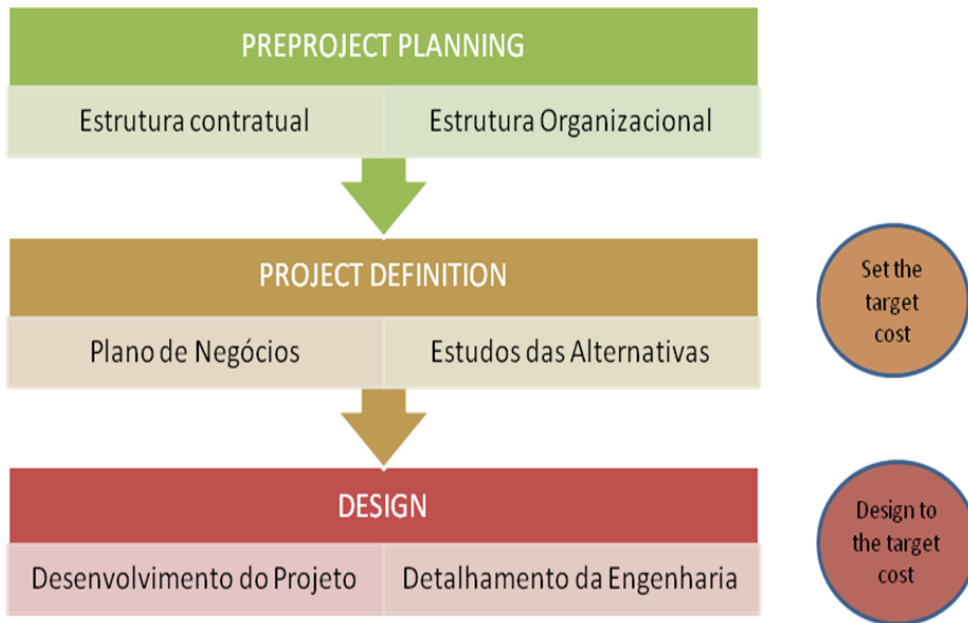 PREPROJECT PLANNING
Estrutura contratual
Estrutura Organizacional
PROJECT DEFINITION
Plano de Negócios
Estudos das Alternativas
Set the
target
cost
DESIGN
Desenvolvimento do Projeto
Detalhamento da Engenharia
Design to
the target
cost